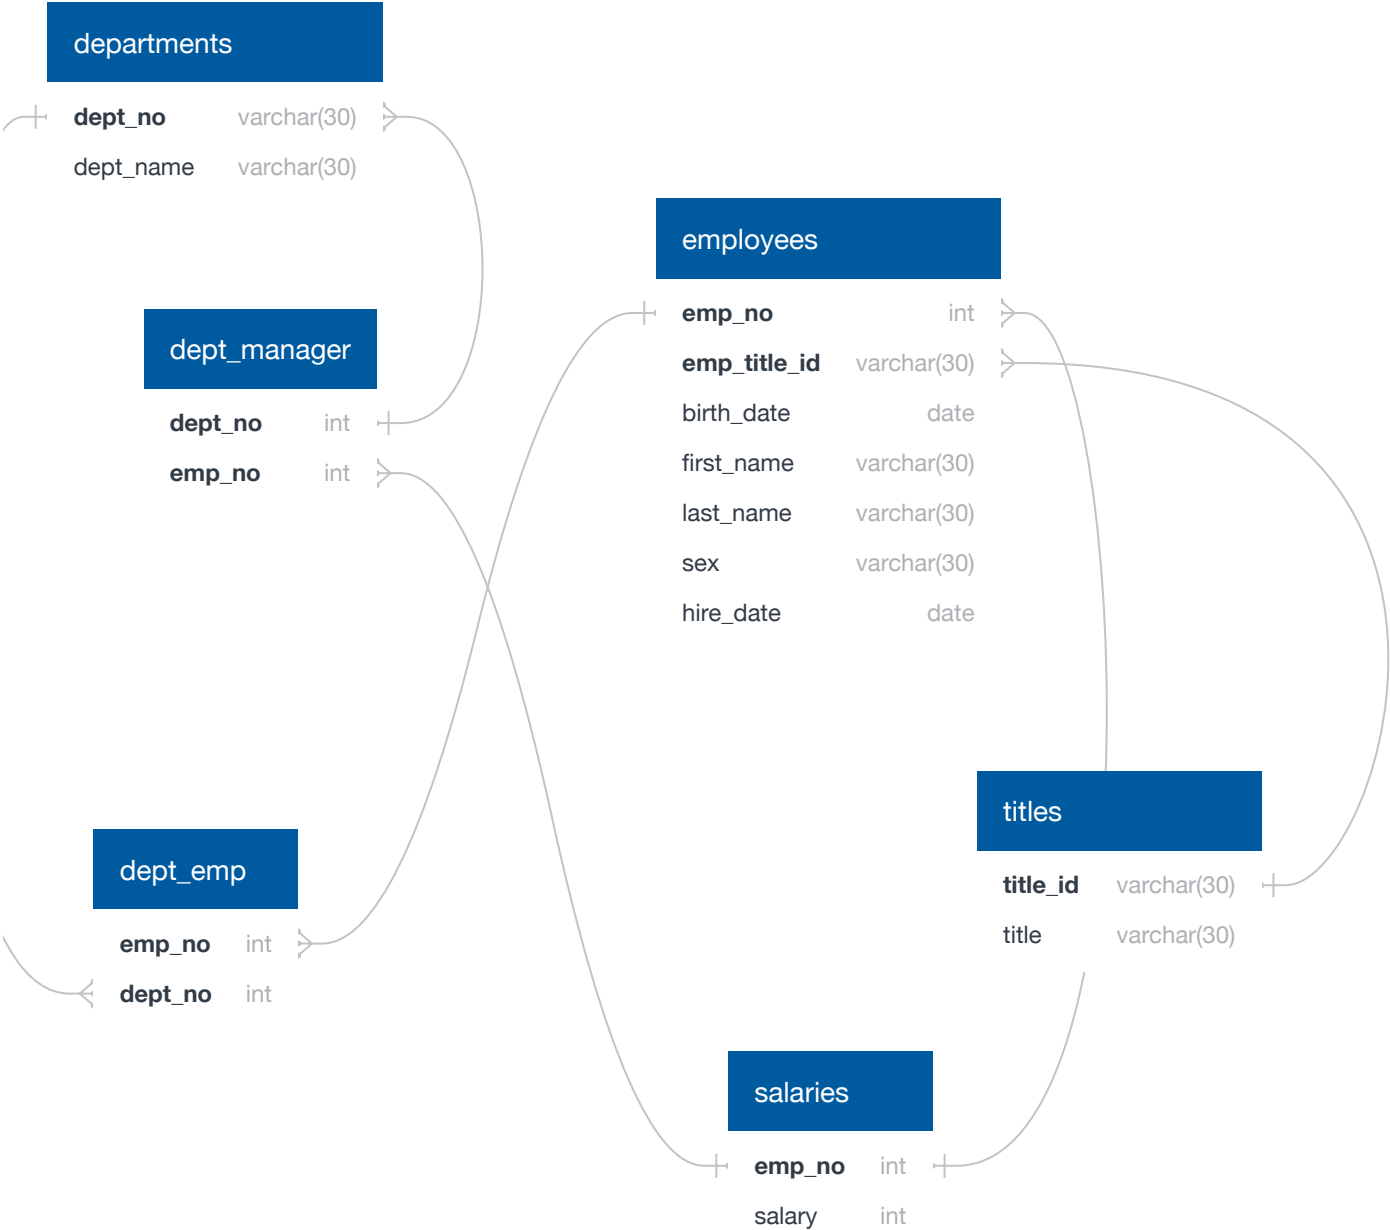 departments
dept_no varchar(30)
dept_name varchar(30)
employees
emp_no int
emp_title_id varchar(30)
birth_date date
first_name varchar(30)
last_name varchar(30)
sex varchar(30)
hire_date date
dept_manager
dept_no int
emp_no int
titles
title_id varchar(30)
title varchar(30)
dept_emp
emp_no int
dept_no int
salaries
emp_no int
salary int